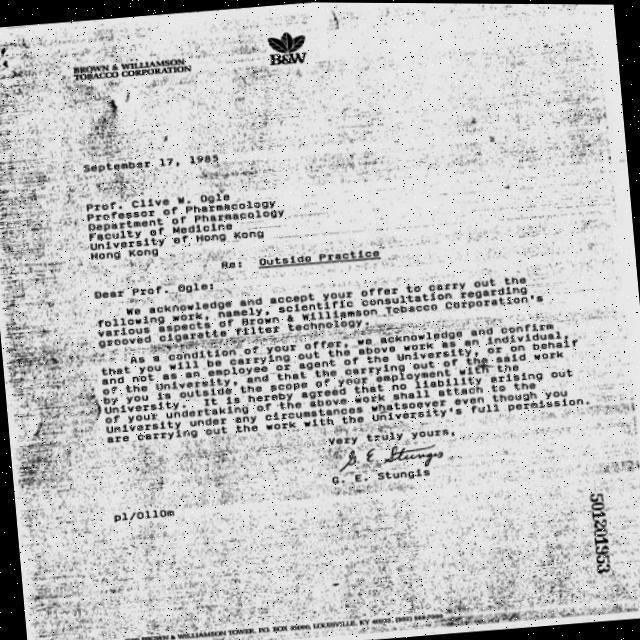 BROWN & WILLIAMSON
TOBACCO CORPORATION
B&W
September 17, 1985
Prof. Clive W. Ogle
Professor of Pharmacology
Department of Pharmacology
Faculty of Medicine
University of Hong Kong
Hong Kong
Re: Outside Practice
Dear Prof. Ogle:
We acknowledge and accept your offer to carry out the
following work, namely, scientific consultation regarding
various aspects of Brown & Williamson Tobacco Corporation's
grooved cigarette filter technology.
As a condition of your offer, we acknowledge and confirm
that you will be carrying out the above work as an individual,
and not as an employee or agent of the University, or on behalf
of the University, and that the carrying out of the said work
by you is outside the scope of your employment with the
University. It is hereby agreed that no liability arising out
of your undertaking of the above work shall attach to the
University under any circumstances whatsoever even though you
are carrying out the work with the University's full permission.
Very truly yours,
G. E. Stungis
G. E. Stungis
pl/0110m
501201953
BROWN & WILLIAMSON TOWER, P.O. BOX 35090, LOUISVILLE, KY 40232, (502)